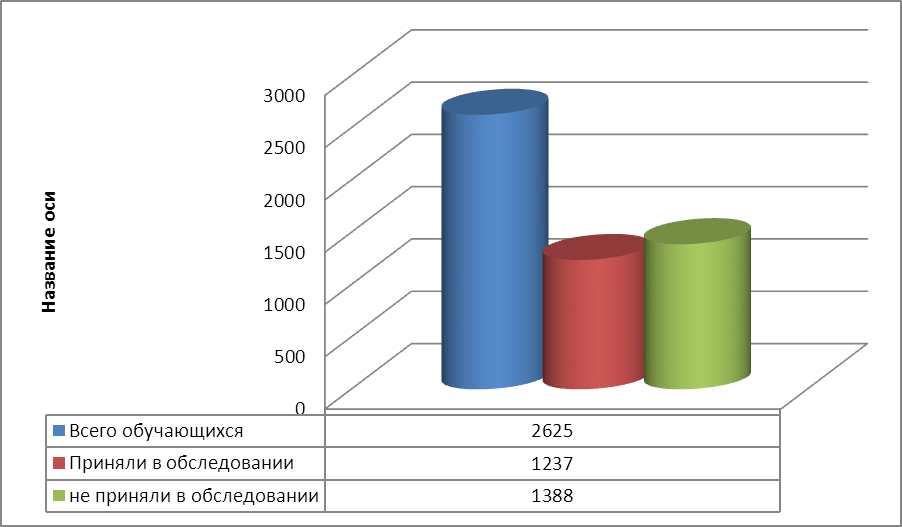 3000
2500
2000
1500
1000
500
0
Название оси
Всего обучающихся 2625
Приняли в обследовании 1237
не приняли в обследовании 1388